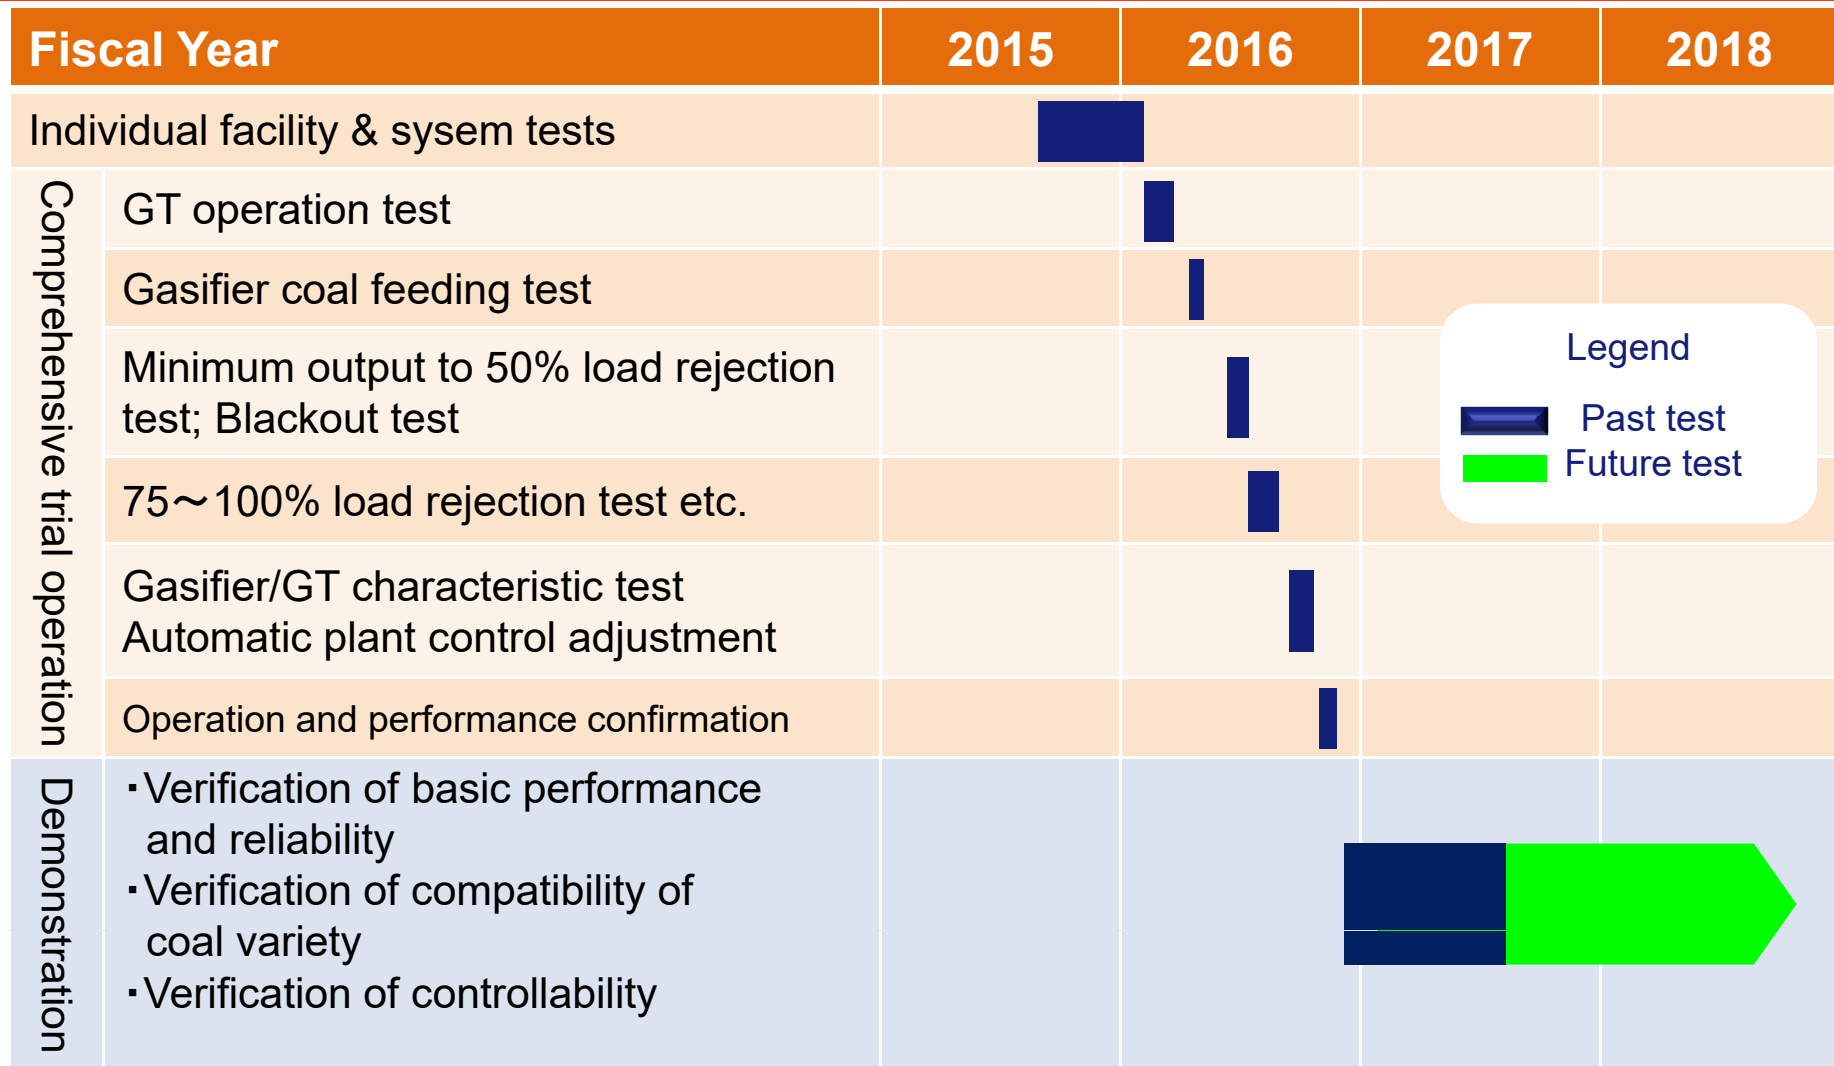 Fiscal Year 2015 2016 2017 2018
Individual facility & sysem tests
Comprehensive trial operation
GT operation test
Gasifier coal feeding test
Minimum output to 50% load rejection
test; Blackout test
75～100% load rejection test etc.
Gasifier/GT characteristic test
Automatic plant control adjustment
Operation and performance confirmation
Legend
Past test
Future test
Demonstration
・Verification of basic performance
and reliability
・Verification of compatibility of
coal variety
・Verification of controllability